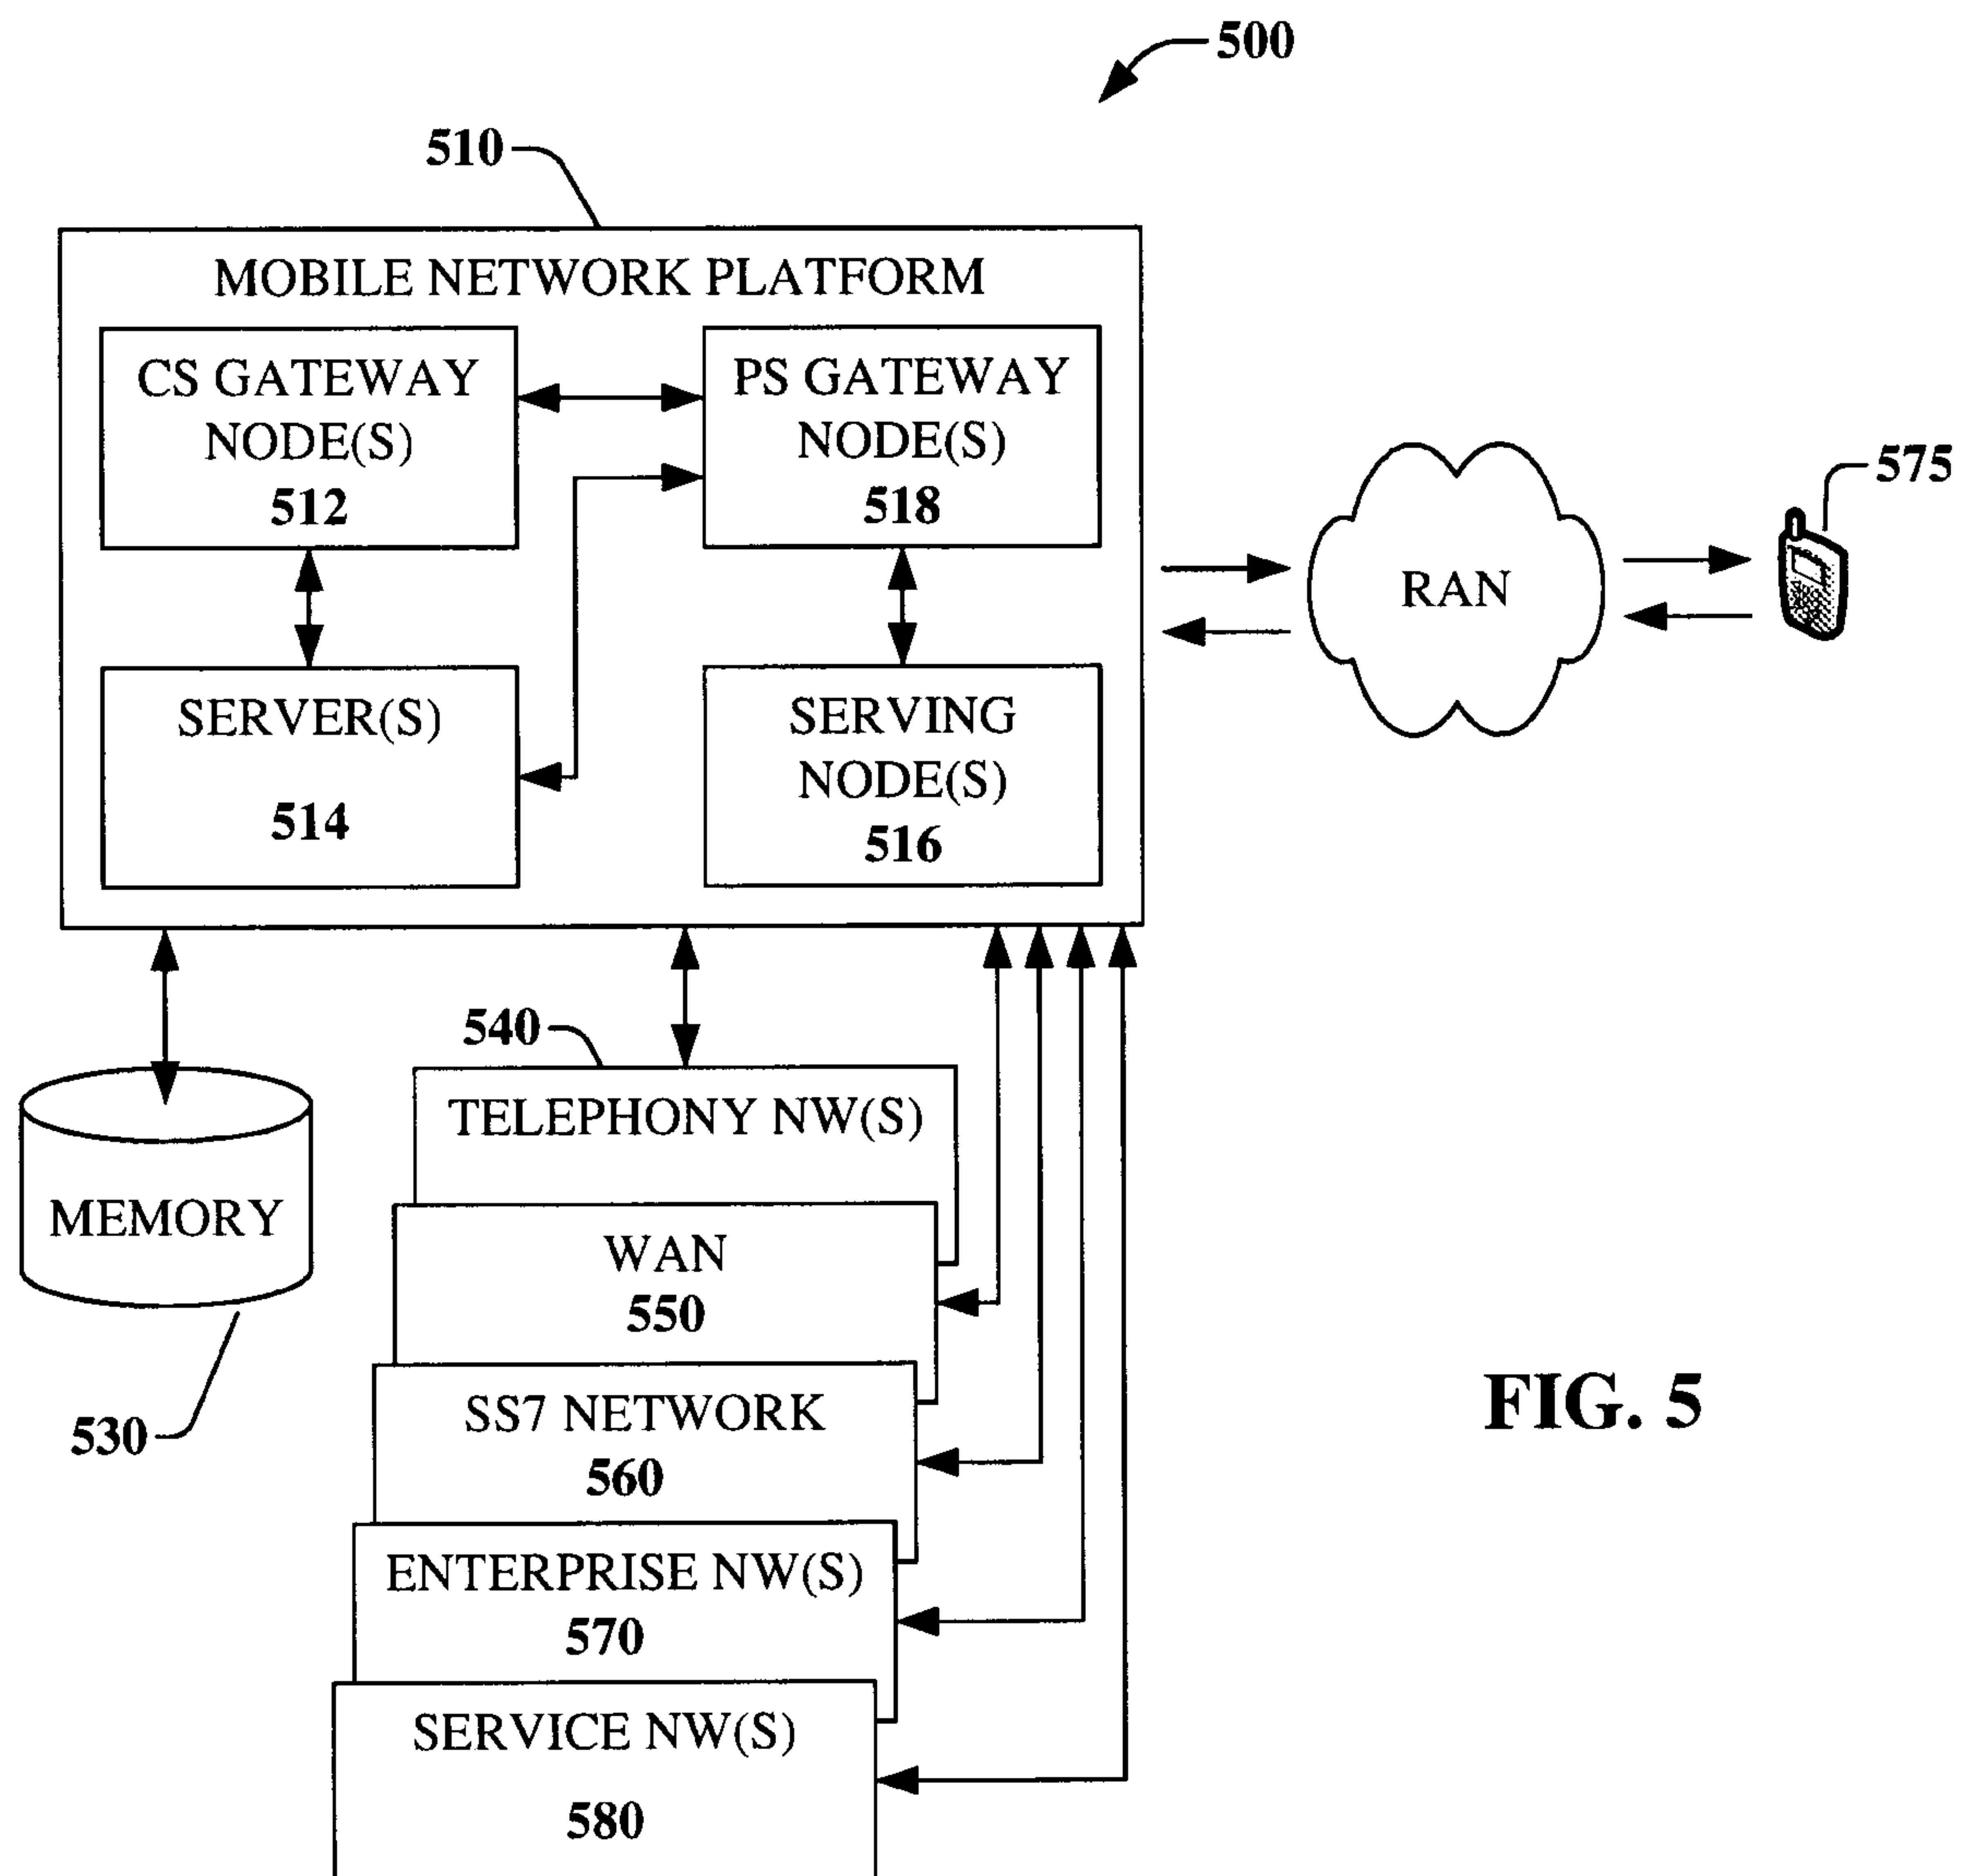 500
510
MOBILE NETWORK PLATFORM
CS GATEWAY
NODE(S)
512
PS GATEWAY
NODE(S)
518
SERVER(S)
514
SERVING
NODE(S)
516
RAN
575
540
TELEPHONY NW(S)
MEMORY
530
WAN
550
SS7 NETWORK
560
ENTERPRISE NW(S)
570
SERVICE NW(S)
580
FIG. 5